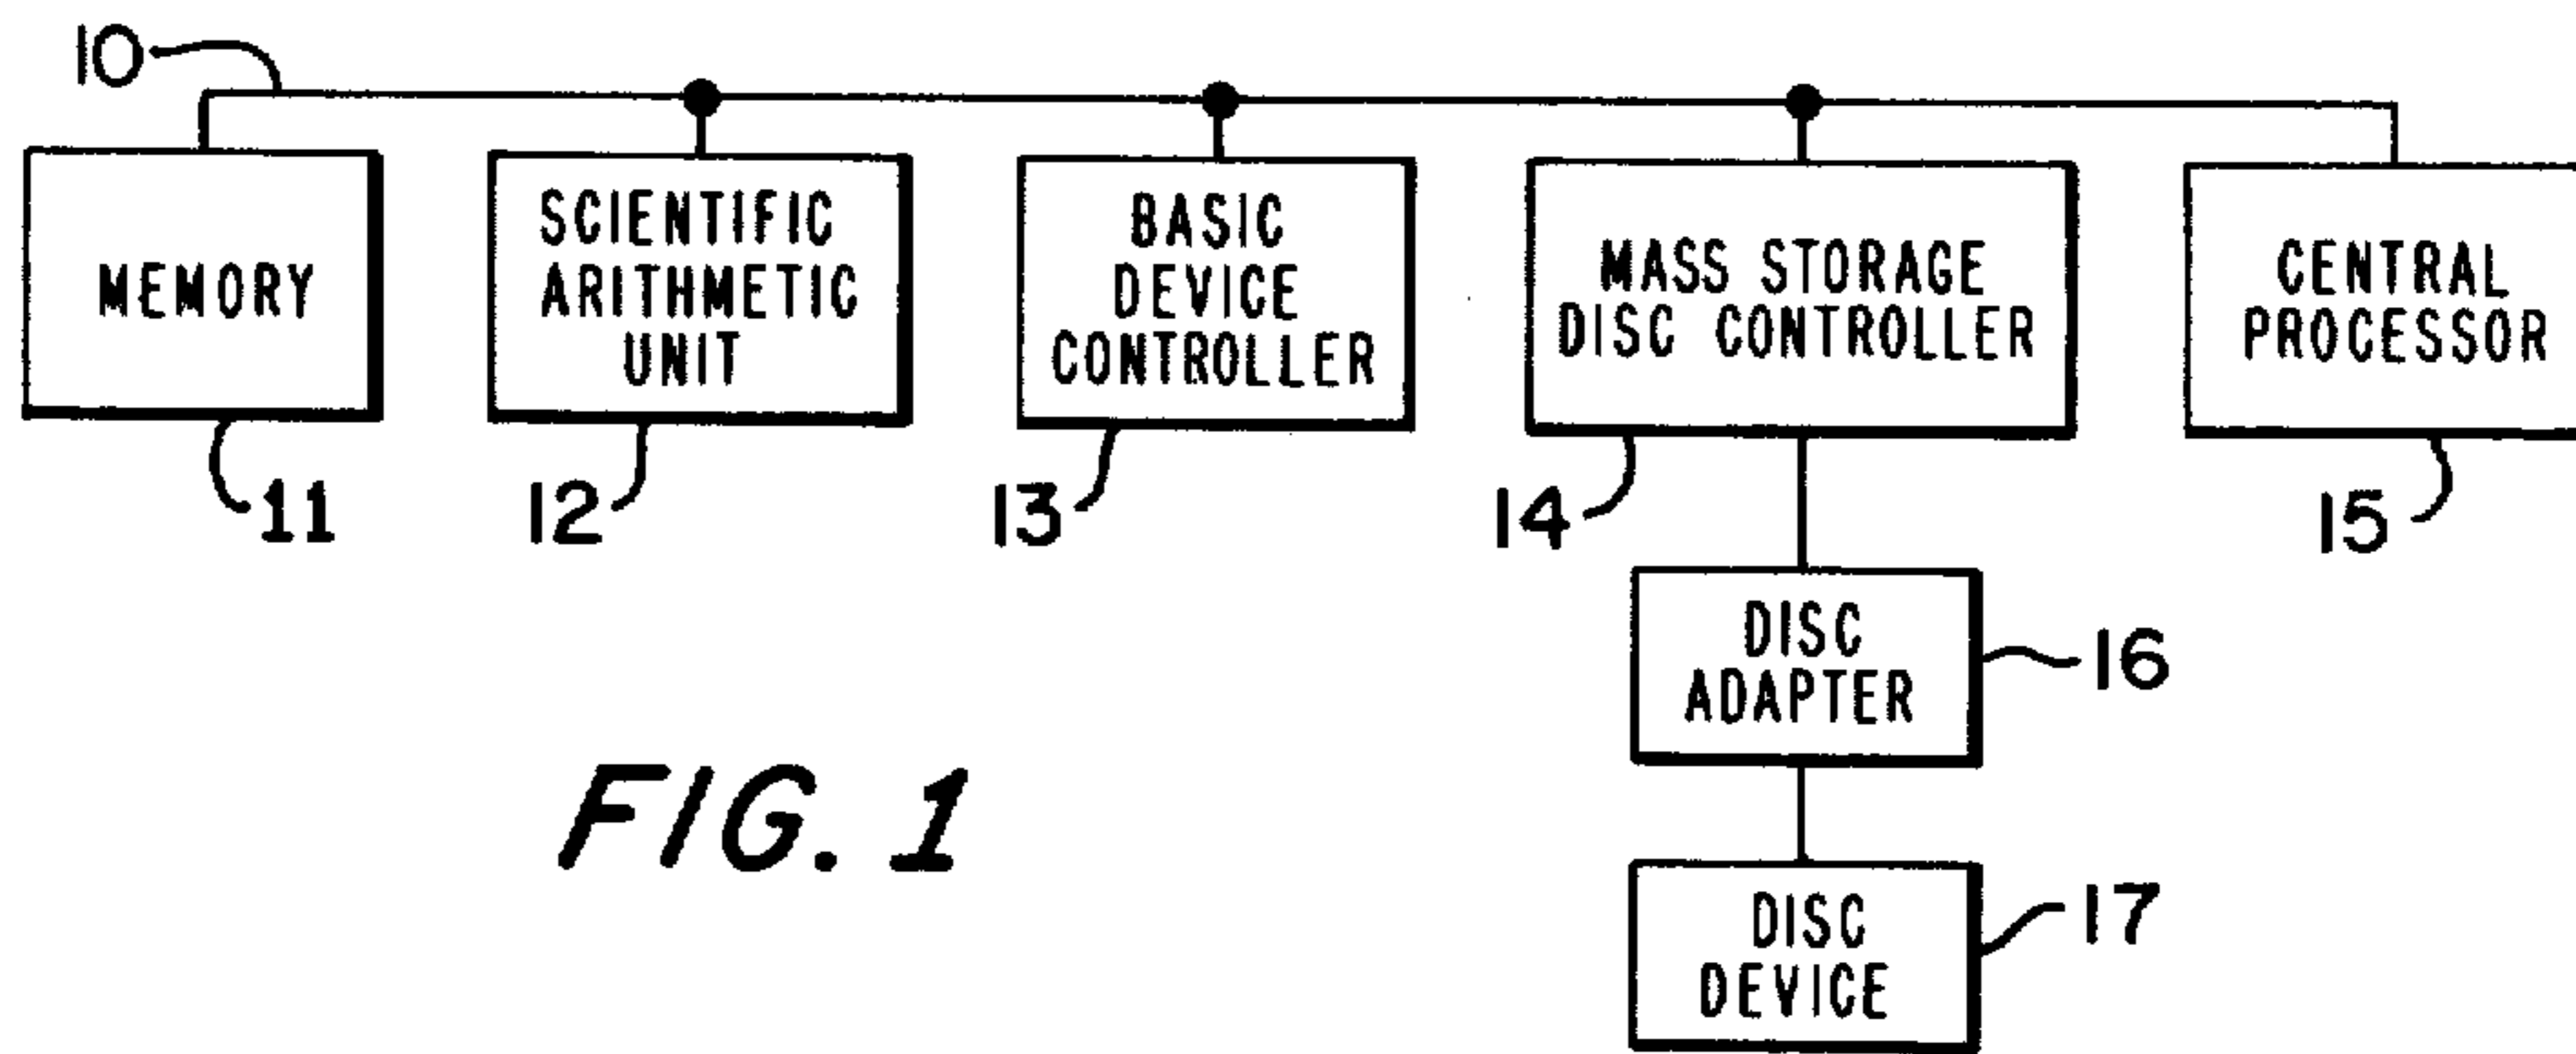 10
MEMORY
SCIENTIFIC
ARITHMETIC
UNIT
BASIC
DEVICE
CONTROLLER
MASS STORAGE
DISC CONTROLLER
CENTRAL
PROCESSOR
11
12
13
14
15
DISC
ADAPTER
16
FIG. 1
DISC
DEVICE
17